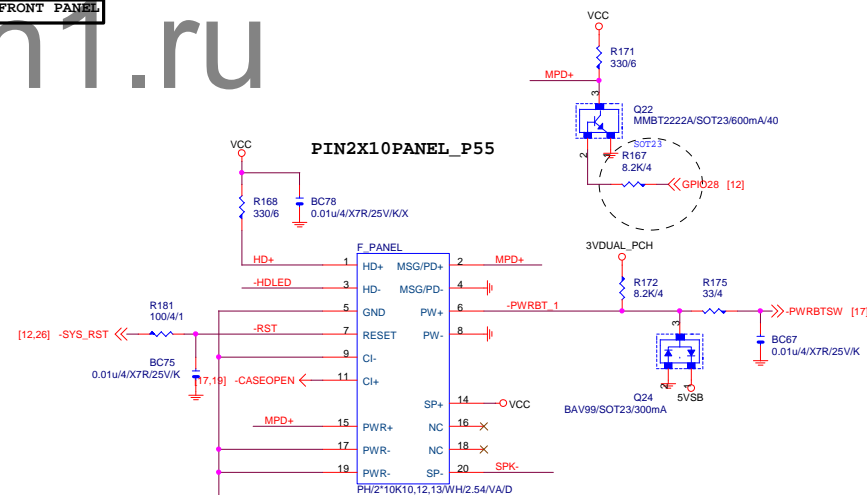 FRONT PANEL
n1.ru
VCC
R171
330/6
MPD+
3
Q22
MMBT2222A/SOT23/600mA/40
SOT23
2
R167
8.2K/4
GPIO28 [12]
PIN2X10PANEL_P55
VCC
R168
330/6
BC78
0.01u/4/X7R/25V/K/X
F_PANEL
HD+ 1 HD+ MSG/PD+ 2 MPD+
-HDLED 3 HD- MSG/PD- 4
5 GND PW+ 6 -PWRBT_1
-RST 7 RESET PW- 8
9 CI-
11 CI+
SP+ 14 VCC
MPD+ 15 PWR+ NC 16
17 PWR- NC 18
19 PWR- SP- 20 SPK-
PH/2*10K10,12,13/WH/2.54/VA/D
R181
100/4/1
[12,26] -SYS_RST
BC75
0.01u/4/X7R/25V/K
[17,19] -CASEOPEN
3VDUAL_PCH
R172
8.2K/4
R175
33/4
-PWRBTSW [17]
3
BC67
0.01u/4/X7R/25V/K
2
1
Q24
5VSB
BAV99/SOT23/300mA